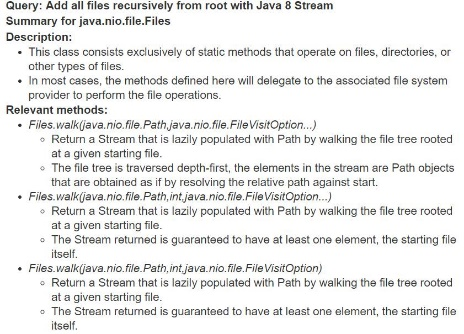 Query: Add all files recursively from root with Java 8 Stream
Summary for java.nio.file.Files
Description:
• This class consists exclusively of static methods that operate on files, directories, or
other types of files.
• In most cases, the methods defined here will delegate to the associated file system
provider to perform the file operations.
Relevant methods:
• Files.walk(java.nio.file.Path,java.nio.file.FileVisitOption...)
○ Return a Stream that is lazily populated with Path by walking the file tree rooted
at a given starting file.
○ The file tree is traversed depth-first, the elements in the stream are Path objects
that are obtained as if by resolving the relative path against start.
• Files.walk(java.nio.file.Path,int,java.nio.file.FileVisitOption...)
○ Return a Stream that is lazily populated with Path by walking the file tree rooted
at a given starting file.
○ The Stream returned is guaranteed to have at least one element, the starting file
itself.
• Files.walk(java.nio.file.Path,int,java.nio.file.FileVisitOption)
○ Return a Stream that is lazily populated with Path by walking the file tree rooted
at a given starting file.
○ The Stream returned is guaranteed to have at least one element, the starting file
itself.